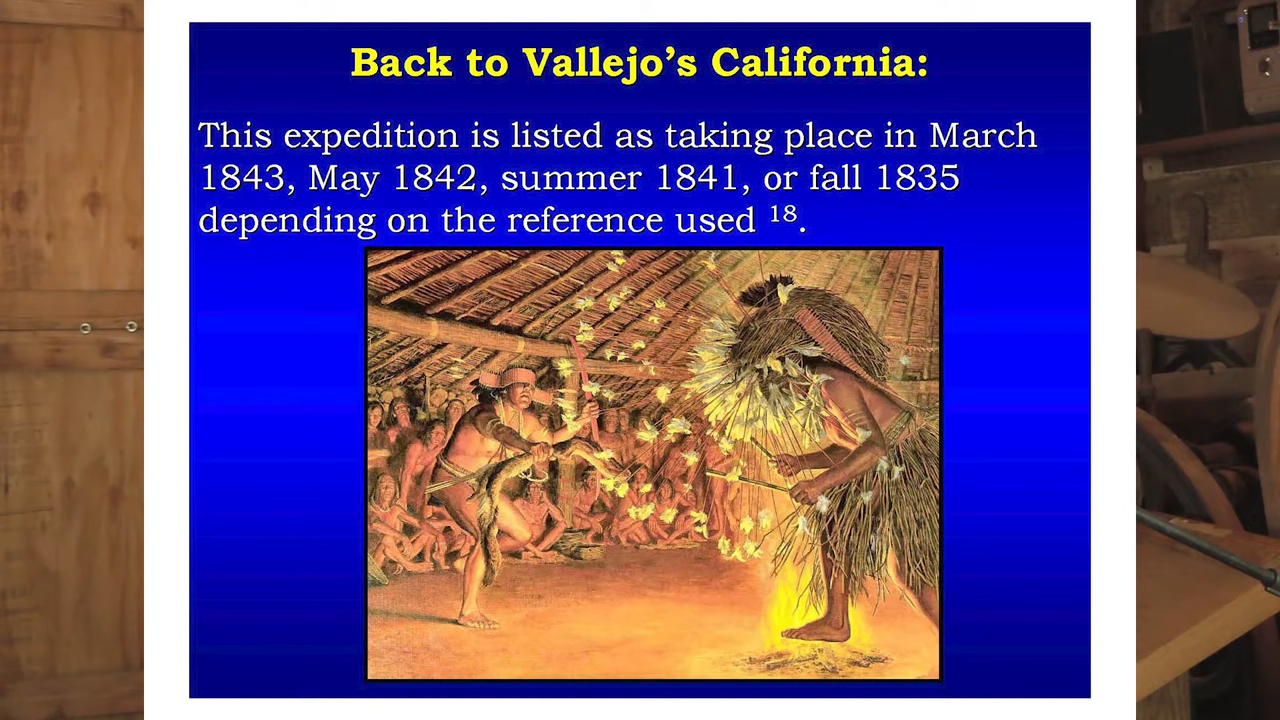 Back to Vallejo’s California:
This expedition is listed as taking place in March
1843, May 1842, summer 1841, or fall 1835
depending on the reference used 18.